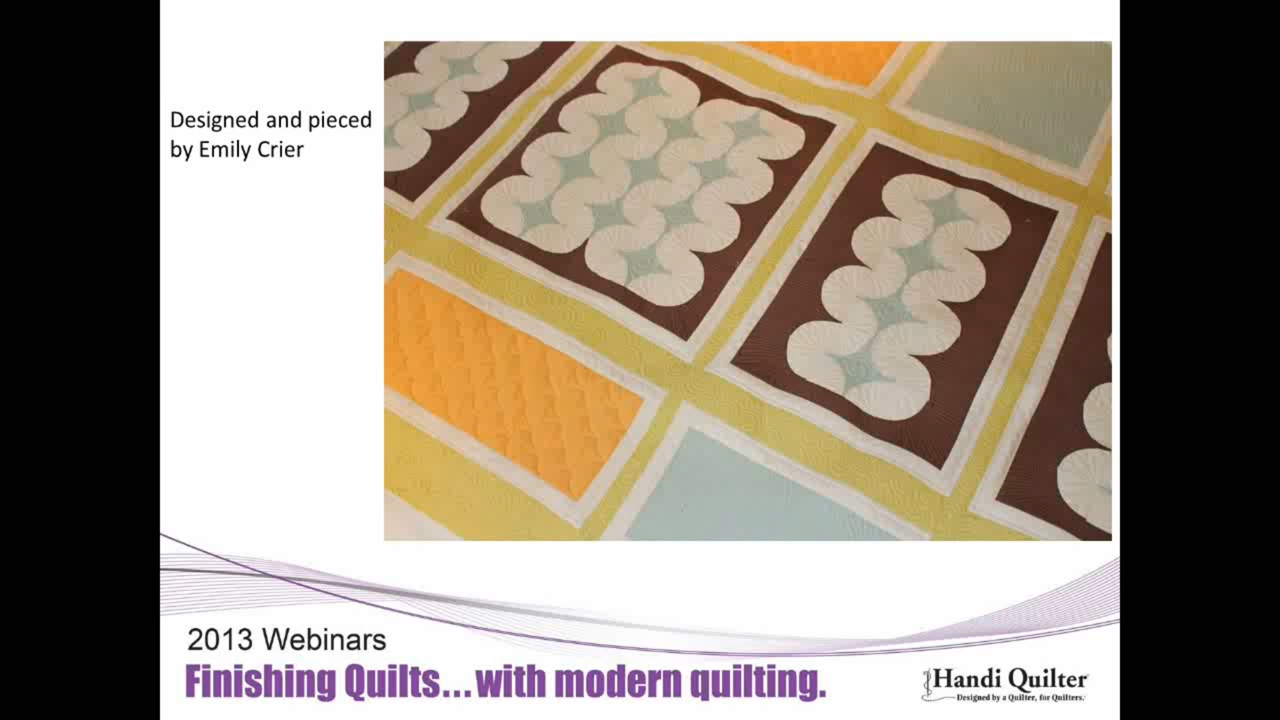 Designed and pieced
by Emily Crier
2013 Webinars
Finishing Quilts...with modern quilting.
Handi Quilter
Designed by a Quilter, for Quilters.